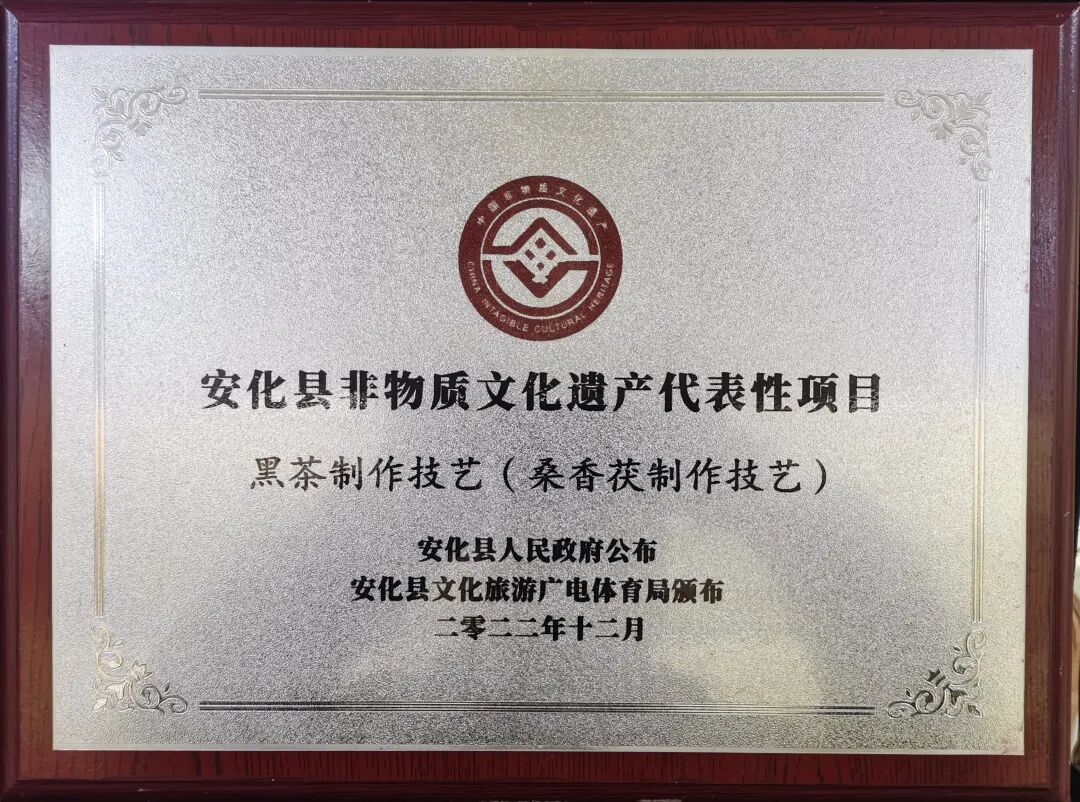 中国非物质文化遗产
CHINA INTAGIBLE CULTURAL HERITAGE
安化县非物质文化遗产代表性项目
黑茶制作技艺（桑香茯制作技艺）
安化县人民政府公布
安化县文化旅游广电体育局颁布
二零二二年十二月